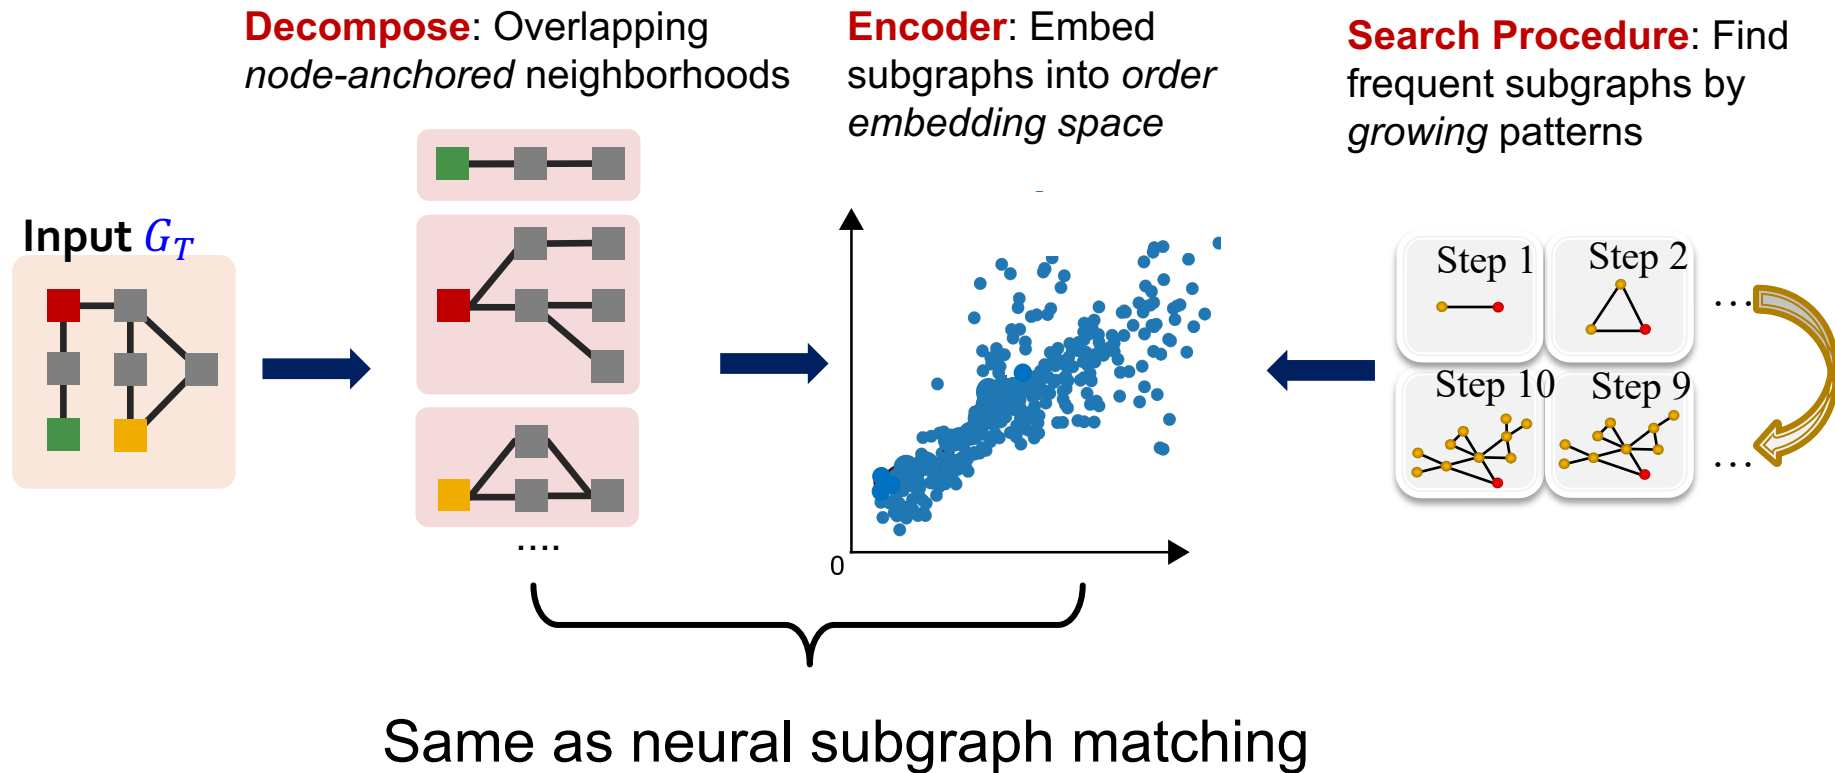 Decompose: Overlapping
node-anchored neighborhoods
Encoder: Embed
subgraphs into order
embedding space
Search Procedure: Find
frequent subgraphs by
growing patterns
Input G_T
Step 1
Step 2
...
Step 10
Step 9
...
....
0
Same as neural subgraph matching